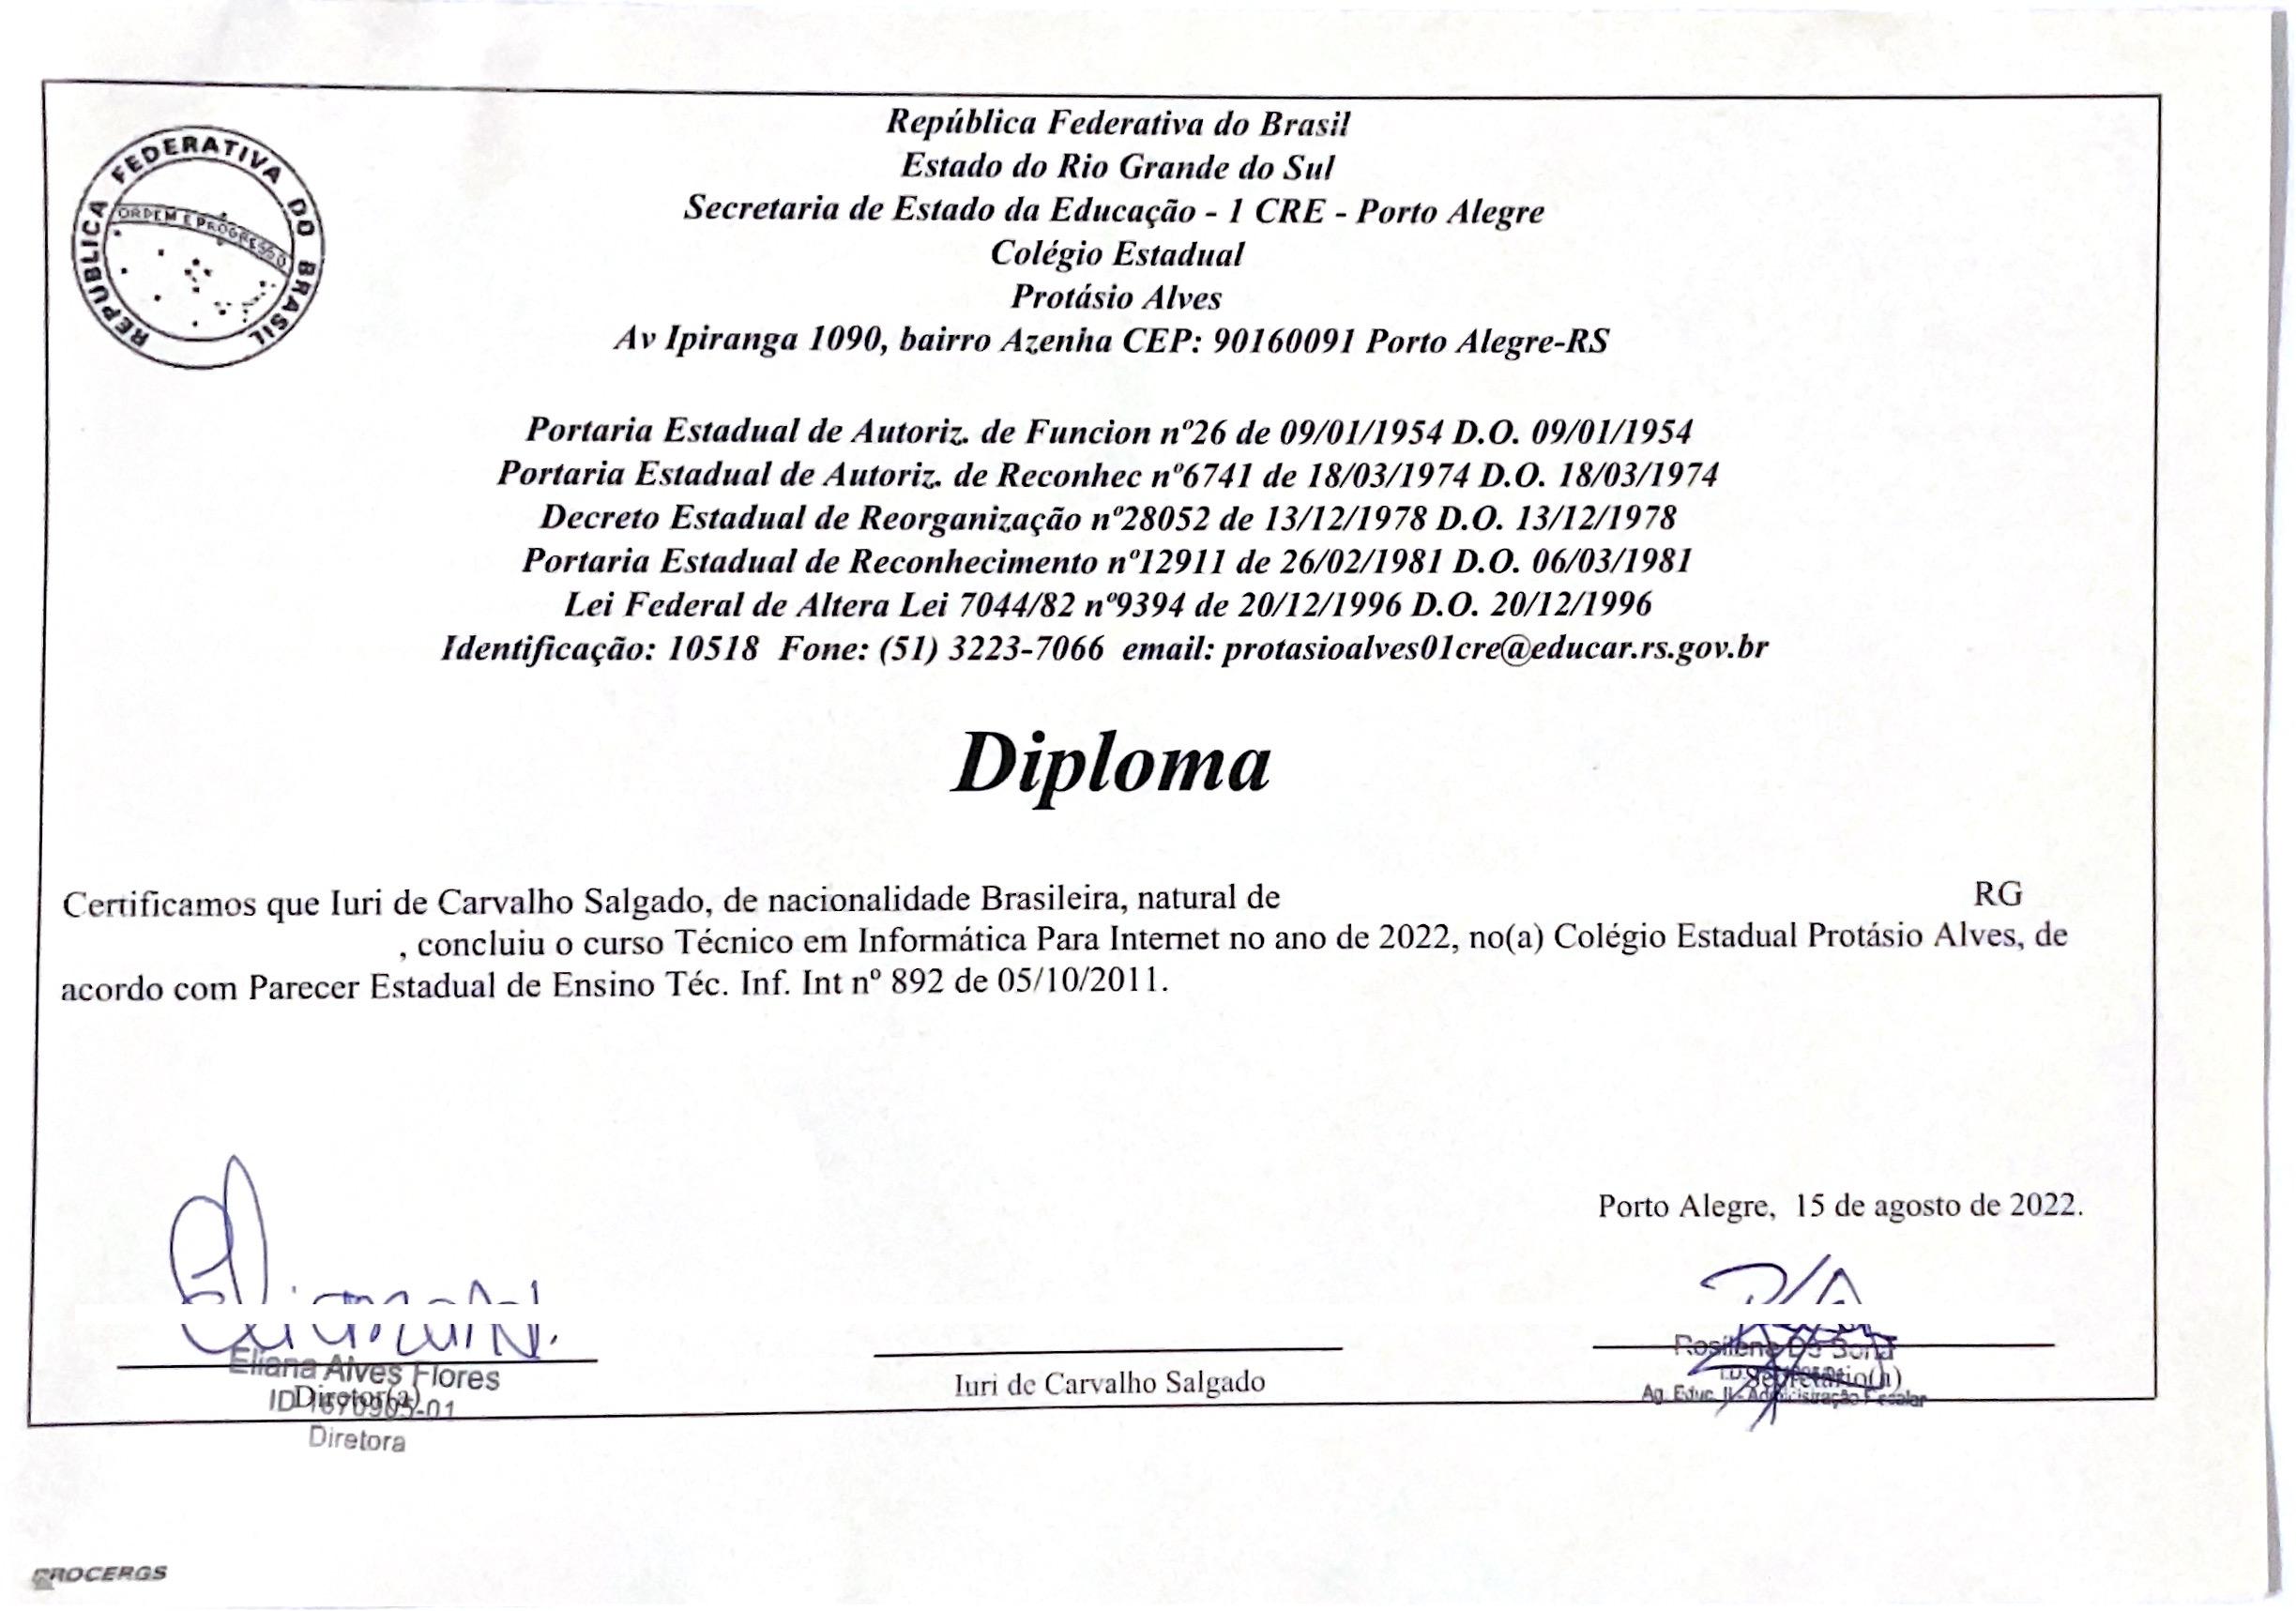 REPÚBLICA FEDERATIVA DO BRASIL
ORDEM E PROGRESSO
República Federativa do Brasil
Estado do Rio Grande do Sul
Secretaria de Estado da Educação - 1 CRE - Porto Alegre
Colégio Estadual
Protásio Alves
Av Ipiranga 1090, bairro Azenha CEP: 90160091 Porto Alegre-RS
Portaria Estadual de Autoriz. de Funcion nº26 de 09/01/1954 D.O. 09/01/1954
Portaria Estadual de Autoriz. de Reconhec nº6741 de 18/03/1974 D.O. 18/03/1974
Decreto Estadual de Reorganização nº28052 de 13/12/1978 D.O. 13/12/1978
Portaria Estadual de Reconhecimento nº12911 de 26/02/1981 D.O. 06/03/1981
Lei Federal de Altera Lei 7044/82 nº9394 de 20/12/1996 D.O. 20/12/1996
Identificação: 10518 Fone: (51) 3223-7066 email: protasioalves01cre@educar.rs.gov.br
Diploma
Certificamos que Iuri de Carvalho Salgado, de nacionalidade Brasileira, natural de RG
, concluiu o curso Técnico em Informática Para Internet no ano de 2022, no(a) Colégio Estadual Protásio Alves, de
acordo com Parecer Estadual de Ensino Téc. Inf. Int nº 892 de 05/10/2011.
Porto Alegre, 15 de agosto de 2022.
Eliana Alves Flores
Diretor(a)
Diretora
Iuri de Carvalho Salgado
Secretário(a)
Ag. Educ. II - Administração Escolar
PROCERGS